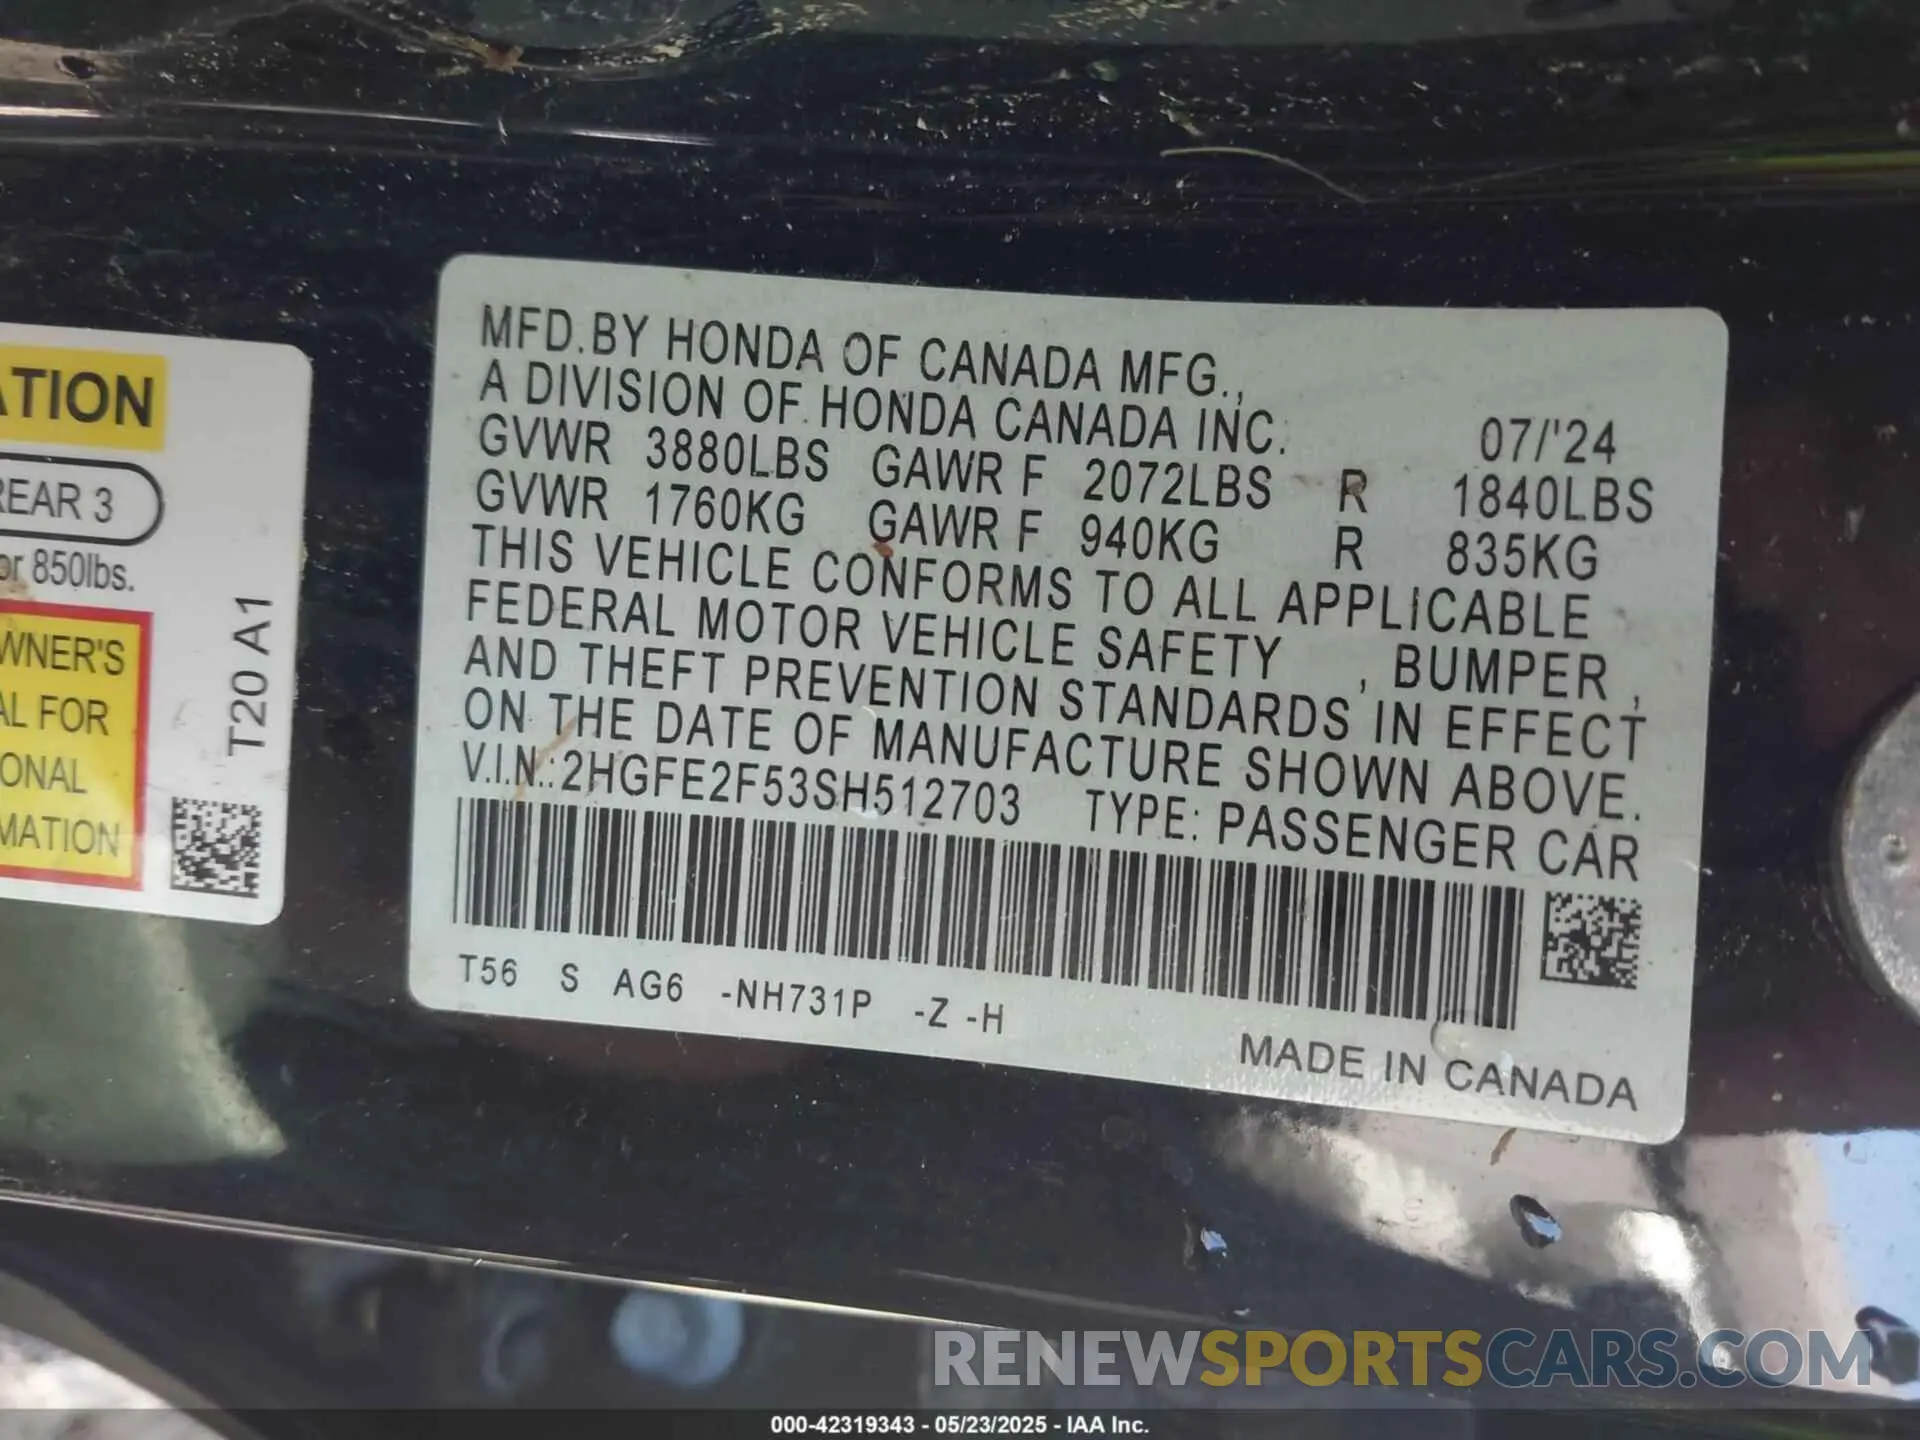 MFD.BY HONDA OF CANADA MFG.,
A DIVISION OF HONDA CANADA INC. 07/'24
GVWR 3880LBS GAWR F 2072LBS R 1840LBS
GVWR 1760KG GAWR F 940KG R 835KG
THIS VEHICLE CONFORMS TO ALL APPLICABLE
FEDERAL MOTOR VEHICLE SAFETY , BUMPER ,
AND THEFT PREVENTION STANDARDS IN EFFECT
ON THE DATE OF MANUFACTURE SHOWN ABOVE.
V.I.N.:2HGFE2F53SH512703 TYPE: PASSENGER CAR
T56 S AG6 -NH731P -Z -H
MADE IN CANADA
ATION
REAR 3
or 850lbs.
WNER'S
AL FOR
ONAL
MATION
T20 A1
RENEWSPORTSCARS.COM
000-42319343 - 05/23/2025 - IAA Inc.